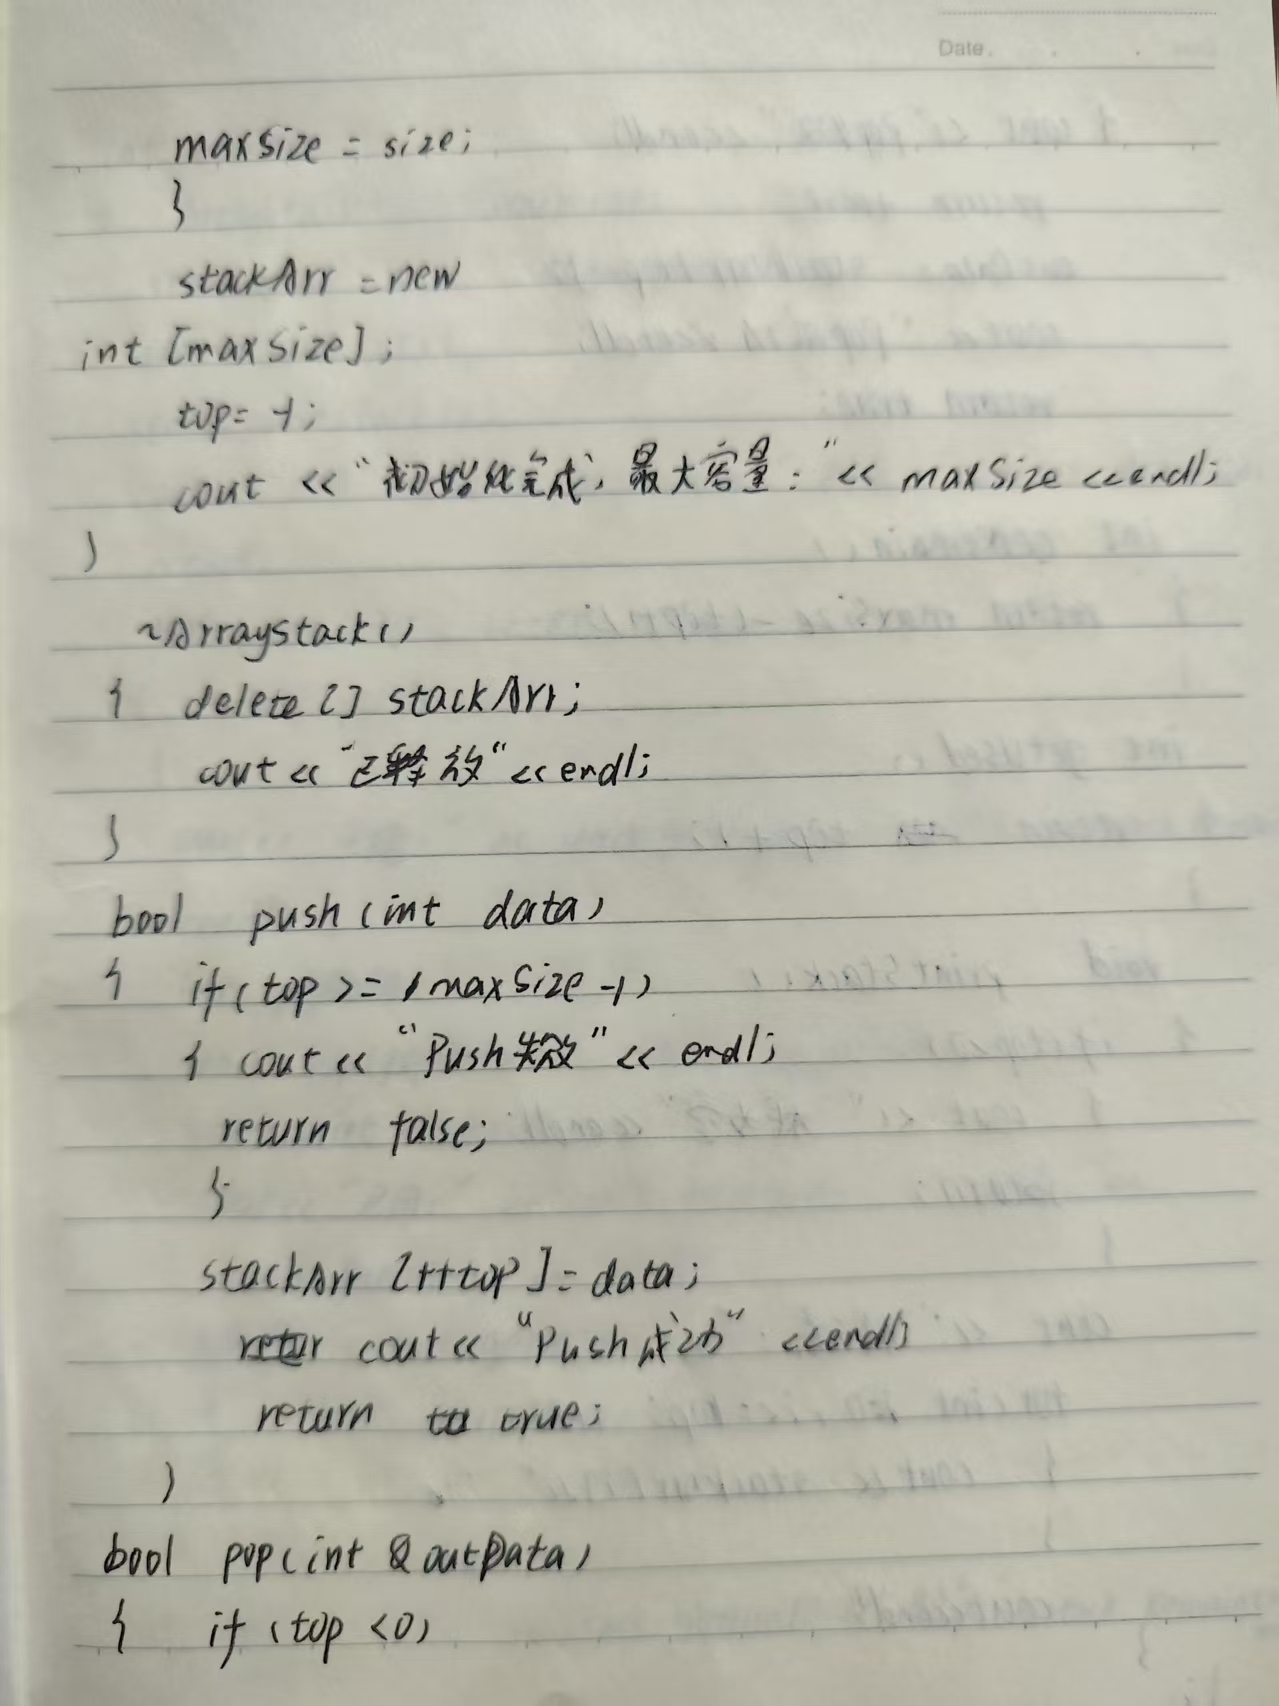 Date.
maxSize = size;
}
stackArr = new
int [maxSize];
top= -1;
cout << "初始化完成, 最大容量: " << maxSize <<endl;
}
~Arraystack()
{ delete [] stackArr;
cout << "已释放" << endl;
}
bool push (int data)
{ if (top >= maxSize -1)
{ cout << "Push失败" << endl;
return false;
}
stackArr [++top] = data;
cout << "Push成功" <<endl;
return true;
}
bool pop (int & outData)
{ if (top <0)